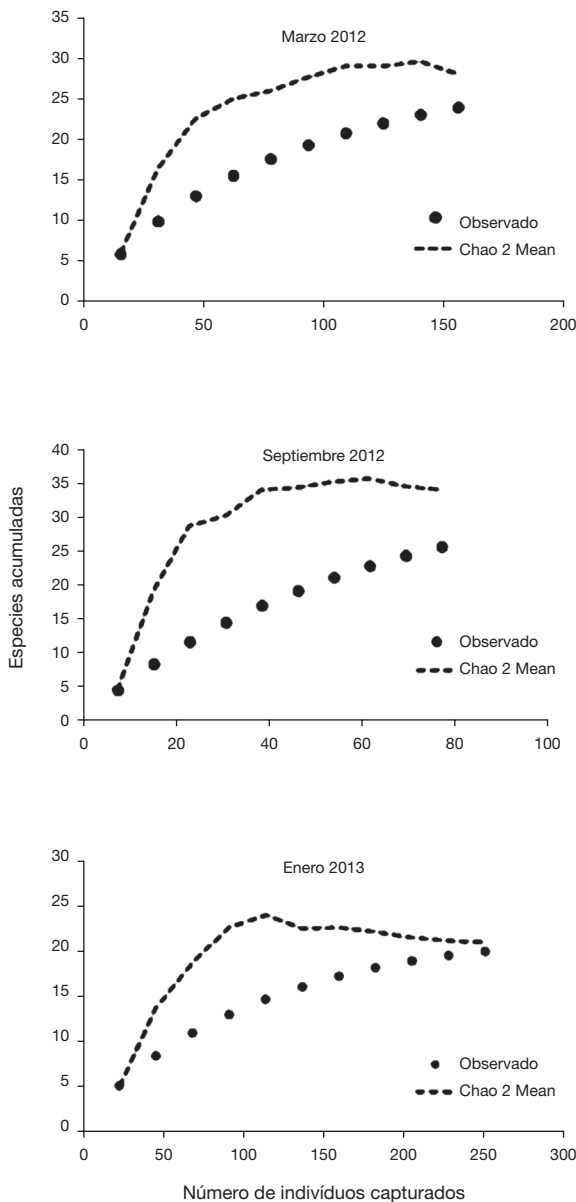 Marzo 2012
35
30
25
20
15
10
5
0
Observado
Chao 2 Mean
0 50 100 150 200
Septiembre 2012
40
35
30
25
20
15
10
5
0
Especies acumuladas
Observado
Chao 2 Mean
0 20 40 60 80 100
Enero 2013
30
25
20
15
10
5
0
Observado
Chao 2 Mean
0 50 100 150 200 250 300
Número de indivíduos capturados